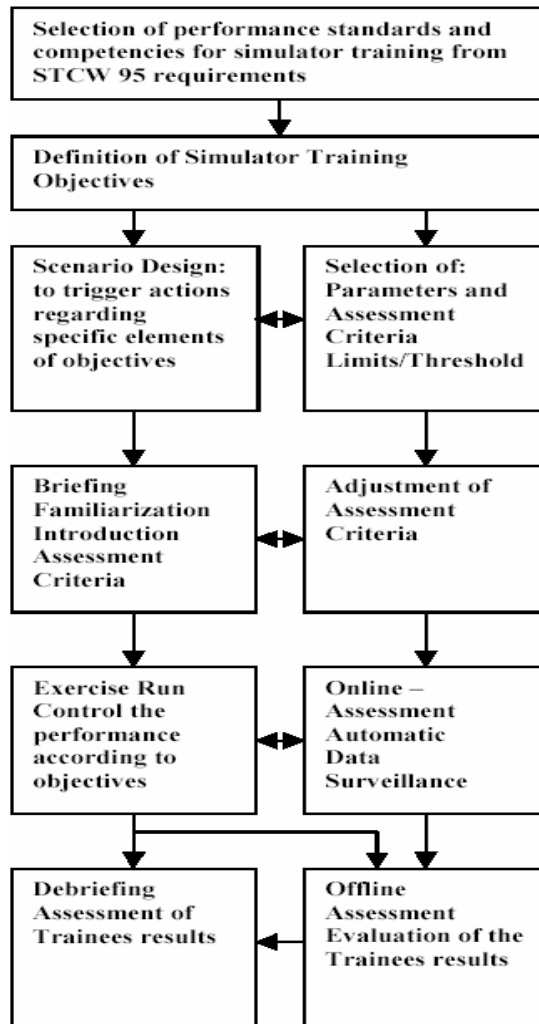 Selection of performance standards and
competencies for simulator training from
STCW 95 requirements
Definition of Simulator Training
Objectives
Scenario Design:
to trigger actions
regarding
specific elements
of objectives
Selection of:
Parameters and
Assessment
Criteria
Limits/Threshold
Briefing
Familiarization
Introduction
Assessment
Criteria
Adjustment of
Assessment
Criteria
Exercise Run
Control the
performance
according to
objectives
Online –
Assessment
Automatic
Data
Surveillance
Debriefing
Assessment of
Trainees results
Offline
Assessment
Evaluation of the
Trainees results